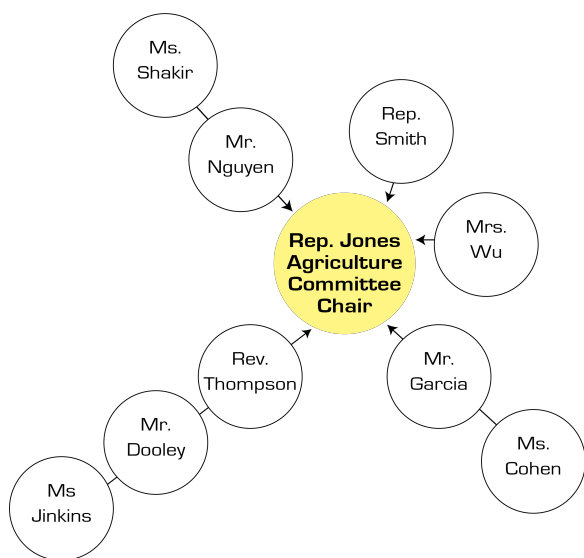 Ms.
Shakir
Rep.
Smith
Mr.
Nguyen
Mrs.
Wu
Rep. Jones
Agriculture
Committee
Chair
Rev.
Thompson
Mr.
Garcia
Mr.
Dooley
Ms.
Cohen
Ms
Jinkins